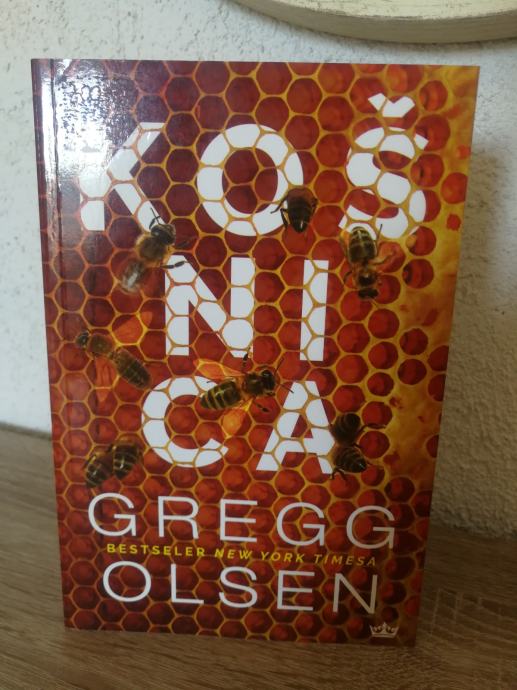 KOŠ
NI
CA
GREGG
BESTSELER NEW YORK TIMESA
OLSEN